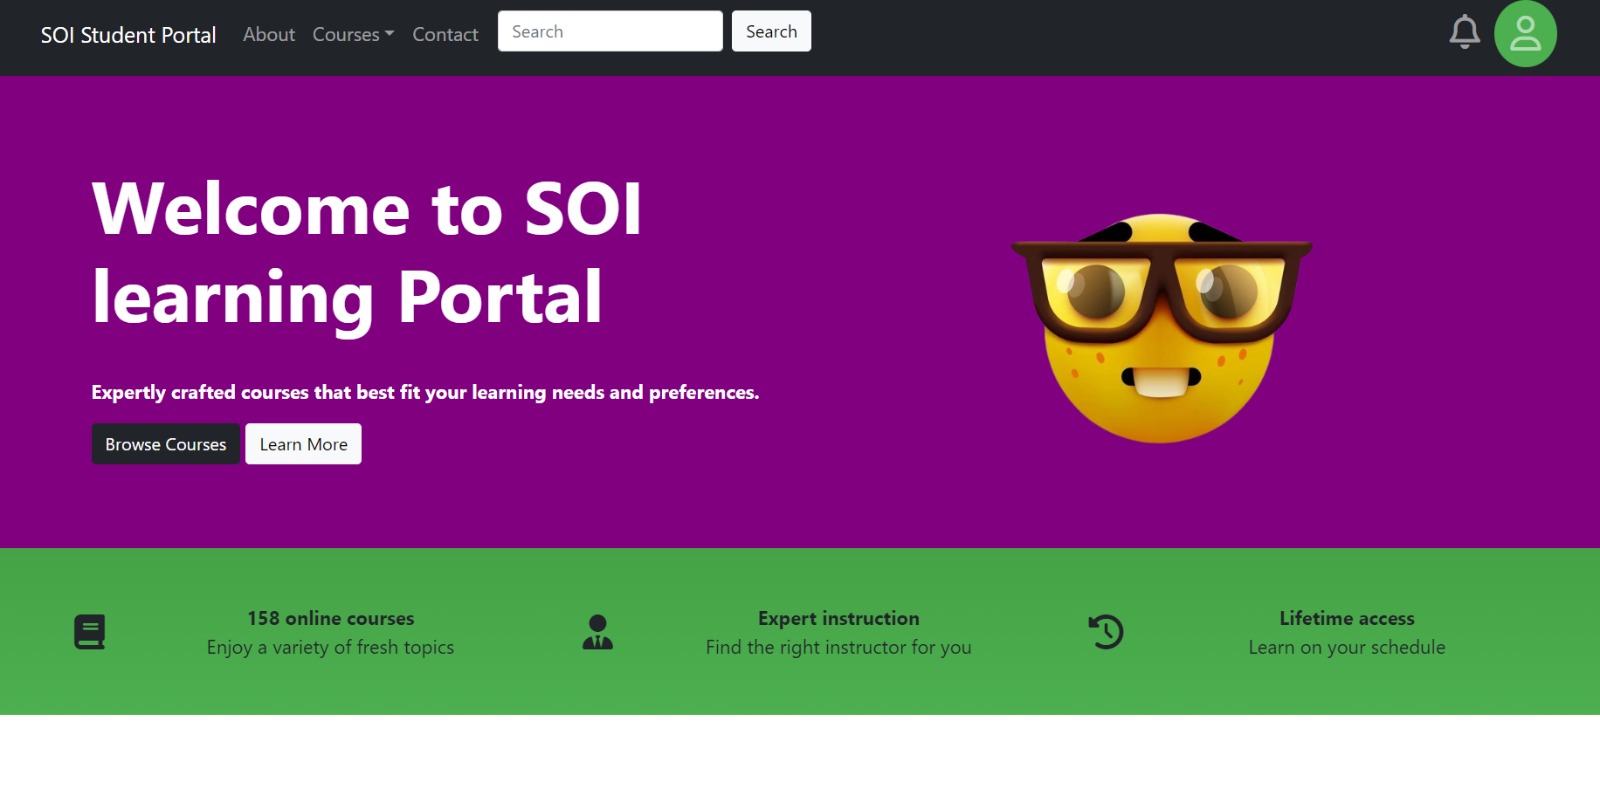 SOI Student Portal About Courses Contact Search Search
Welcome to SOI
learning Portal
Expertly crafted courses that best fit your learning needs and preferences.
Browse Courses Learn More
158 online courses
Enjoy a variety of fresh topics
Expert instruction
Find the right instructor for you
Lifetime access
Learn on your schedule